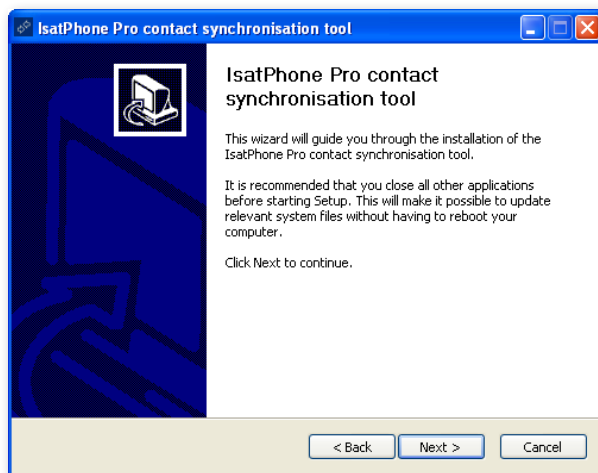 IsatPhone Pro contact synchronisation tool
IsatPhone Pro contact
synchronisation tool
This wizard will guide you through the installation of the
IsatPhone Pro contact synchronisation tool.
It is recommended that you close all other applications
before starting Setup. This will make it possible to update
relevant system files without having to reboot your
computer.
Click Next to continue.
< Back Next > Cancel